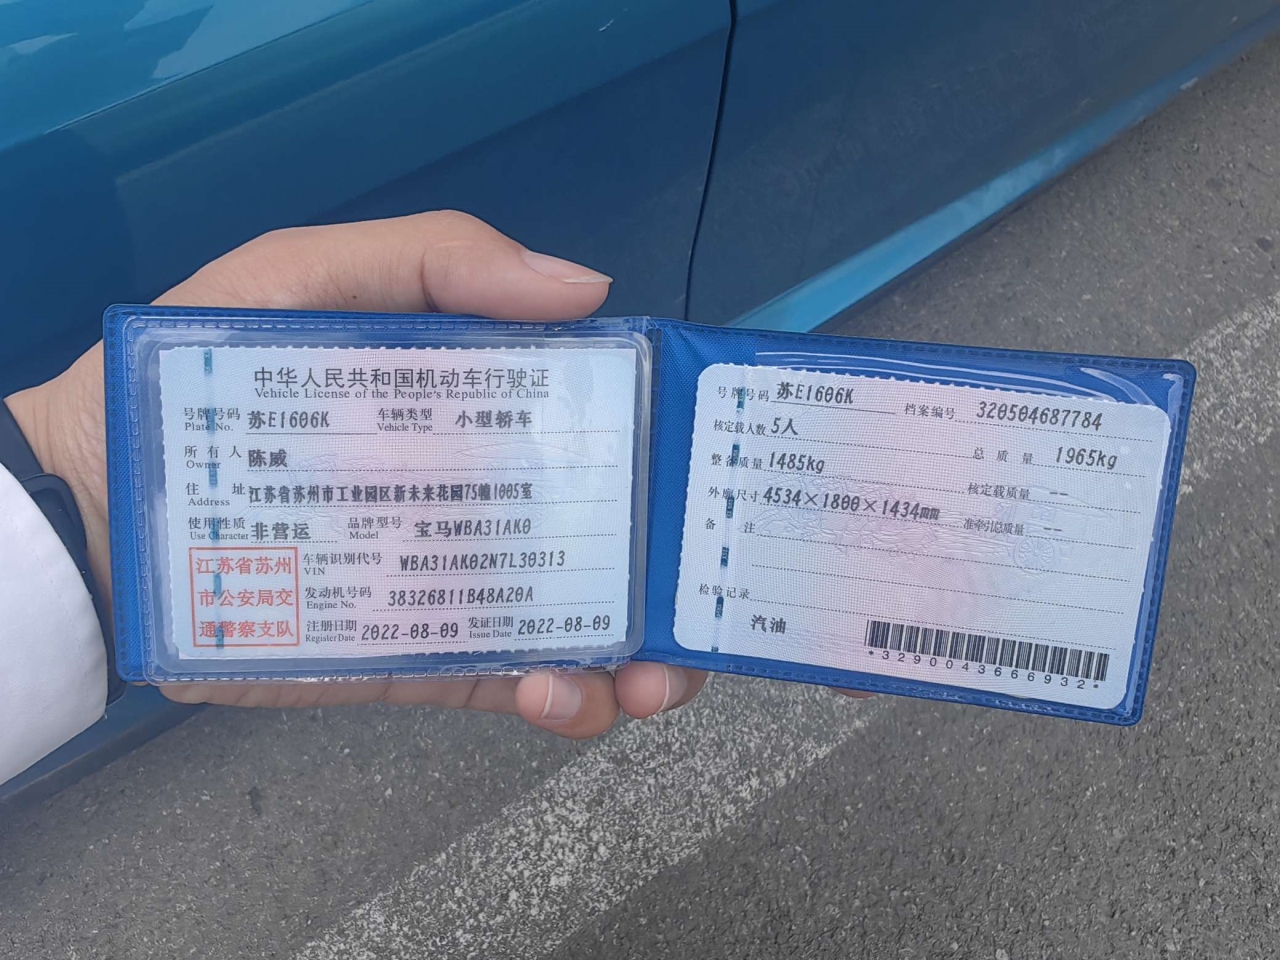 中华人民共和国机动车行驶证
Vehicle License of the People's Republic of China
号牌号码 苏E1606K 车辆类型 小型轿车
Plate No. Vehicle Type
所有人 陈威
Owner
住址 江苏省苏州市工业园区新未来花园75幢1005室
Address
使用性质 非营运 品牌型号 宝马WBA31AK0
Use Character Model
江苏省苏州
市公安局交
通警察支队
车辆识别代号 WBA31AK02N7L30313
VIN
发动机号码 38326811B48A20A
Engine No.
注册日期 2022-08-09 发证日期 2022-08-09
Register Date Issue Date
号牌号码 苏E1606K 档案编号 320504687784
核定载人数 5人 总质量 1965kg
整备质量 1485kg 核定载质量 --
外廓尺寸 4534×1800×1434mm 准牵引总质量 --
备注
检验记录
汽油
*3290043666932*